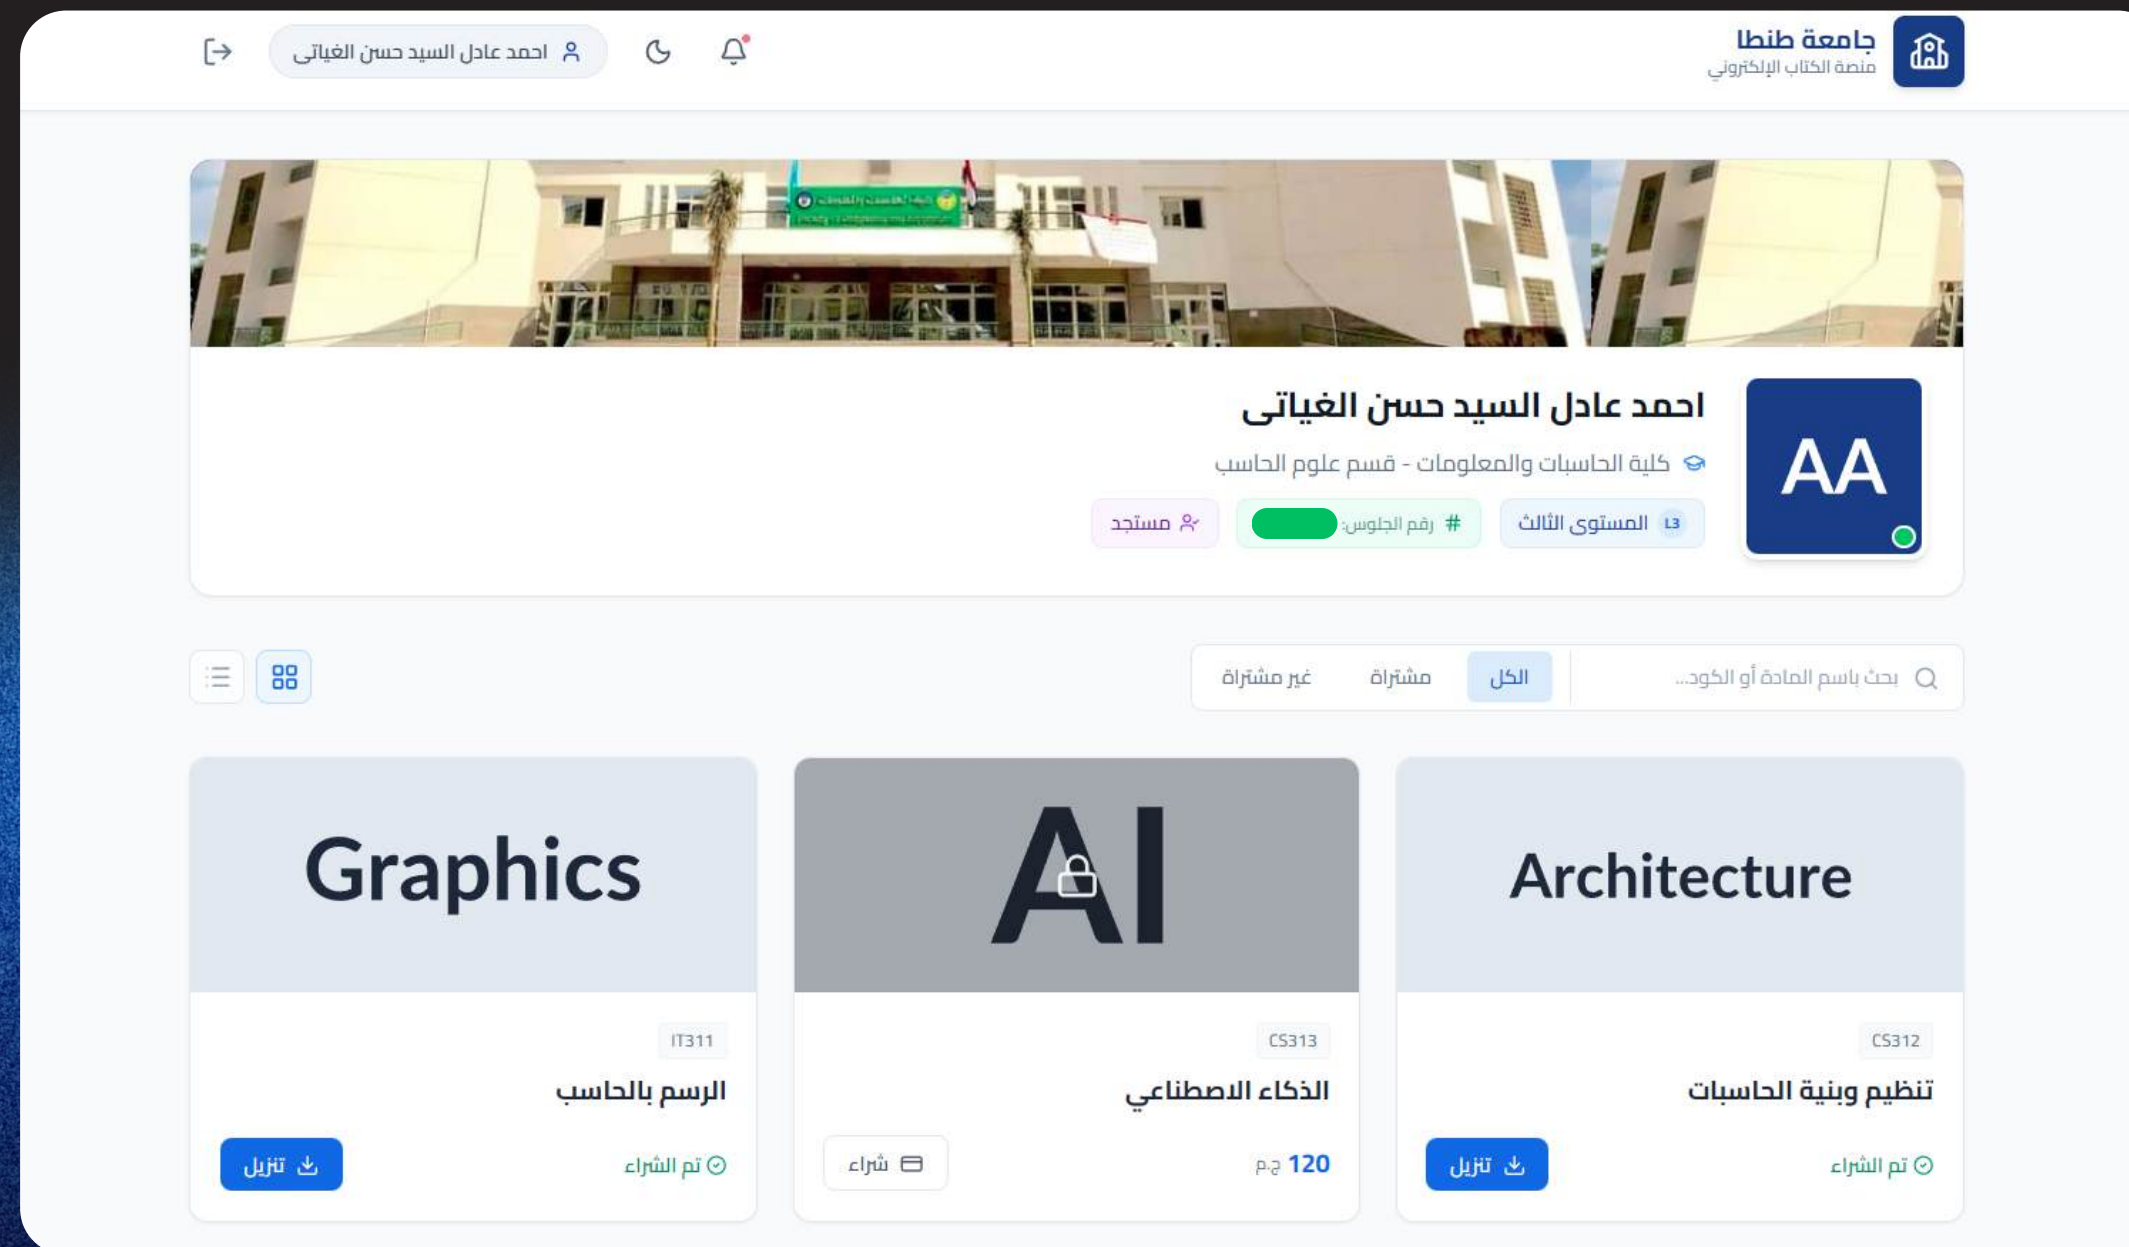 جامعة طنطا
منصة الكتاب الإلكتروني
احمد عادل السيد حسن الغياتى
احمد عادل السيد حسن الغياتى
AA
كلية الحاسبات والمعلومات - قسم علوم الحاسب
L3 المستوى الثالث
# رقم الجلوس:
مستجد
بحث باسم المادة أو الكود...
الكل
مشتراة
غير مشتراة
Architecture
CS312
تنظيم وبنية الحاسبات
تم الشراء
تنزيل
AI
CS313
الذكاء الاصطناعي
120 ج.م
شراء
Graphics
IT311
الرسم بالحاسب
تم الشراء
تنزيل